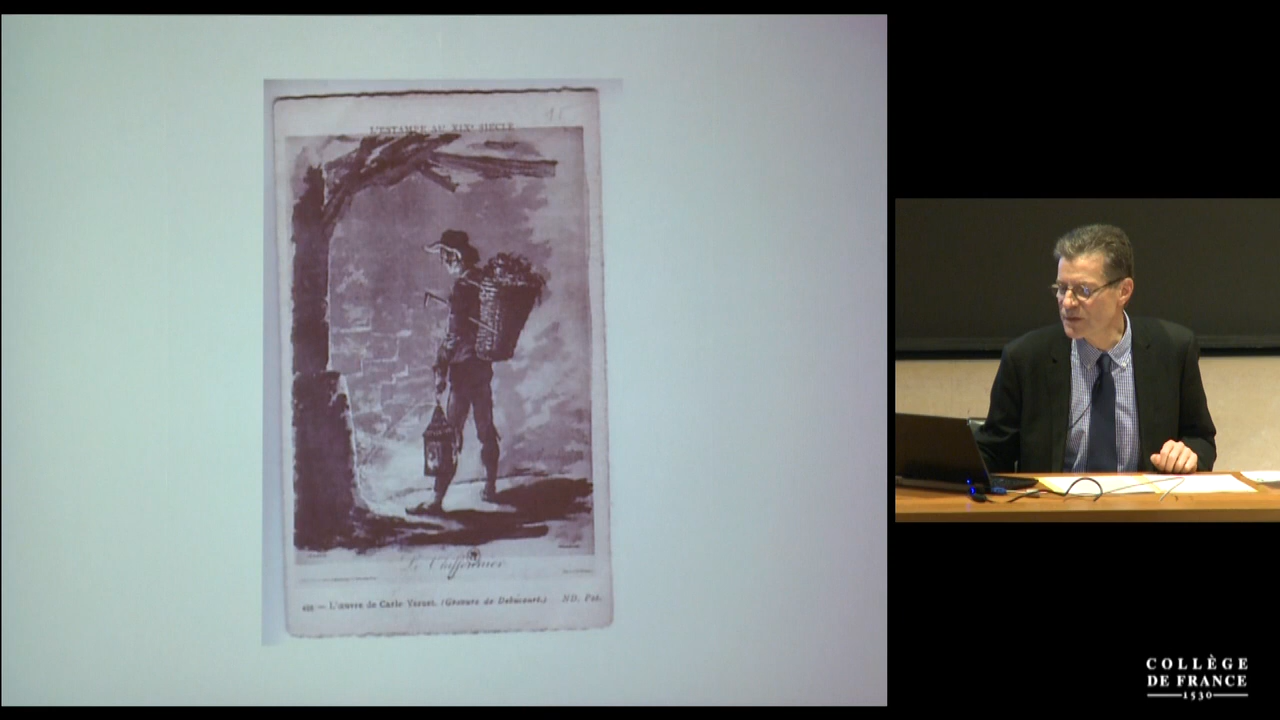 L'ESTAMPE AU XIXe SIÈCLE
Le Chiffonnier
— L'œuvre de Carle Vernet. (Gravure de Debucourt.) ND. Phot.
COLLÈGE
DE FRANCE
1530